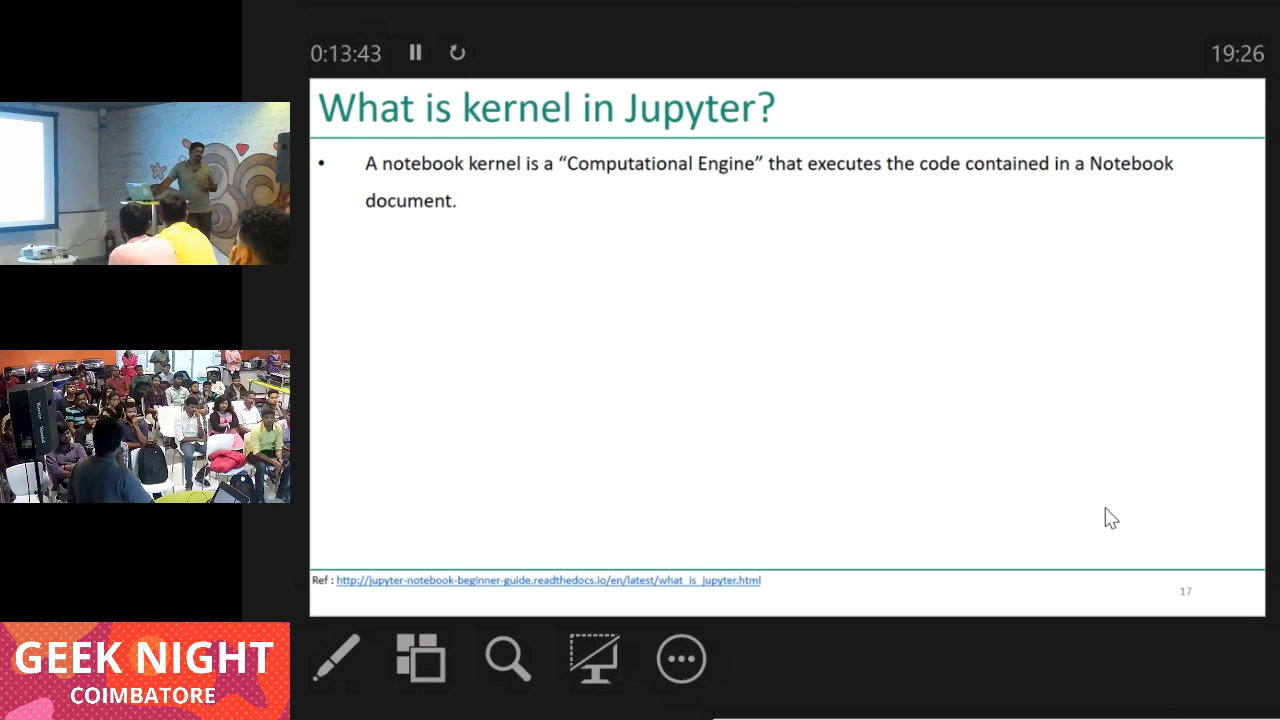 0:13:43
19:26
What is kernel in Jupyter?
• A notebook kernel is a “Computational Engine” that executes the code contained in a Notebook
document.
Ref : http://jupyter-notebook-beginner-guide.readthedocs.io/en/latest/what_is_jupyter.html
17
GEEK NIGHT
COIMBATORE